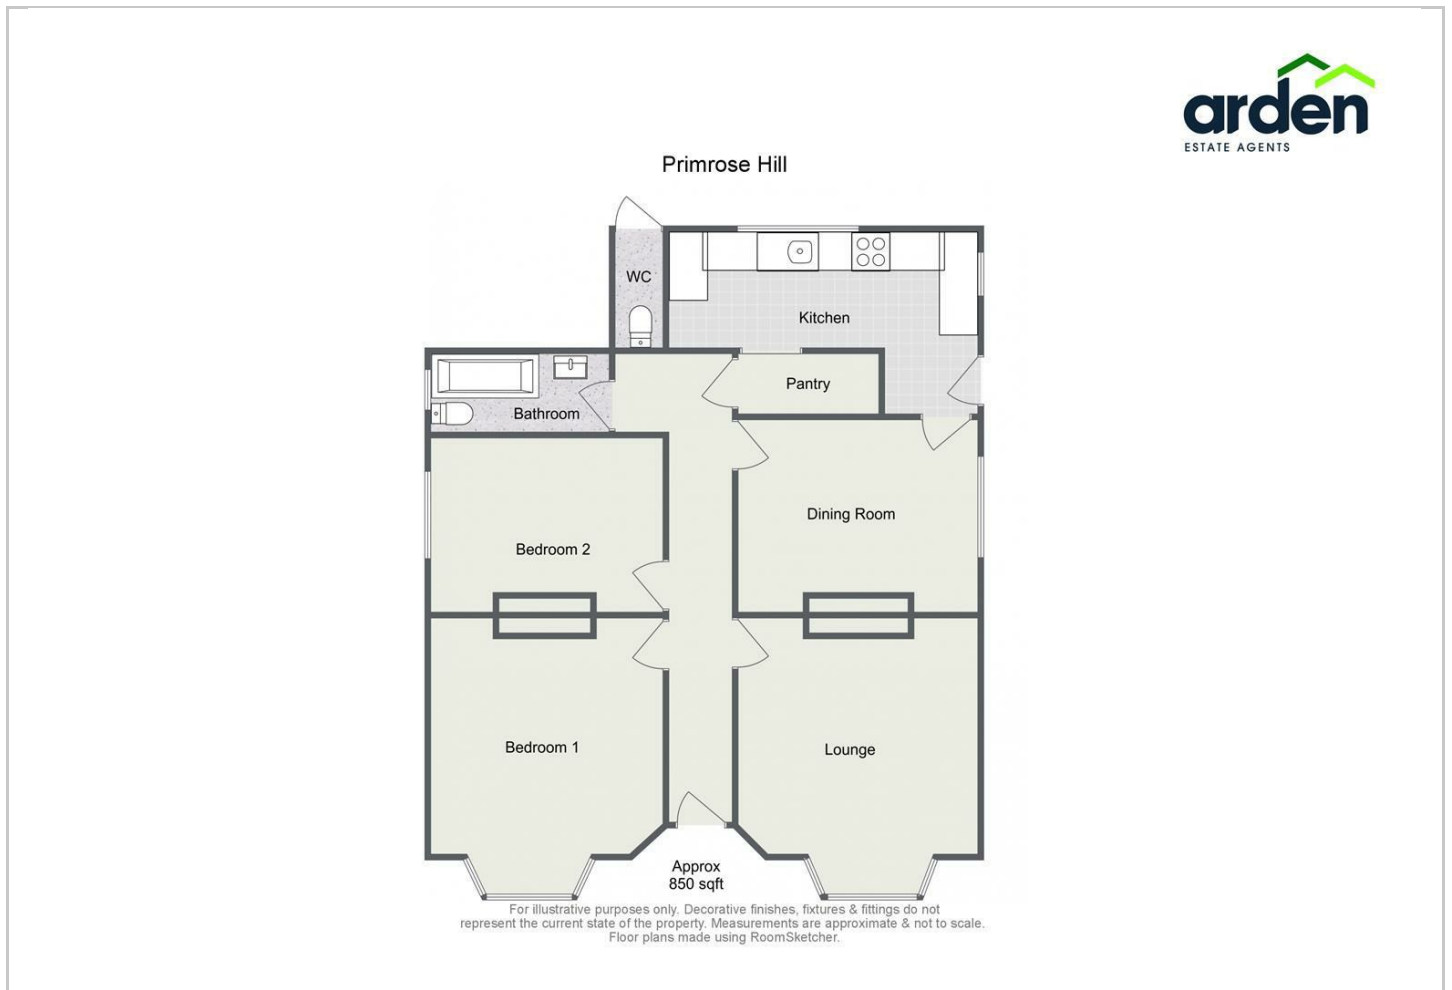 arden
ESTATE AGENTS
Primrose Hill
WC
Kitchen
Pantry
Bathroom
Dining Room
Bedroom 2
Bedroom 1
Lounge
Approx
850 sqft
For illustrative purposes only. Decorative finishes, fixtures & fittings do not
represent the current state of the property. Measurements are approximate & not to scale.
Floor plans made using RoomSketcher.